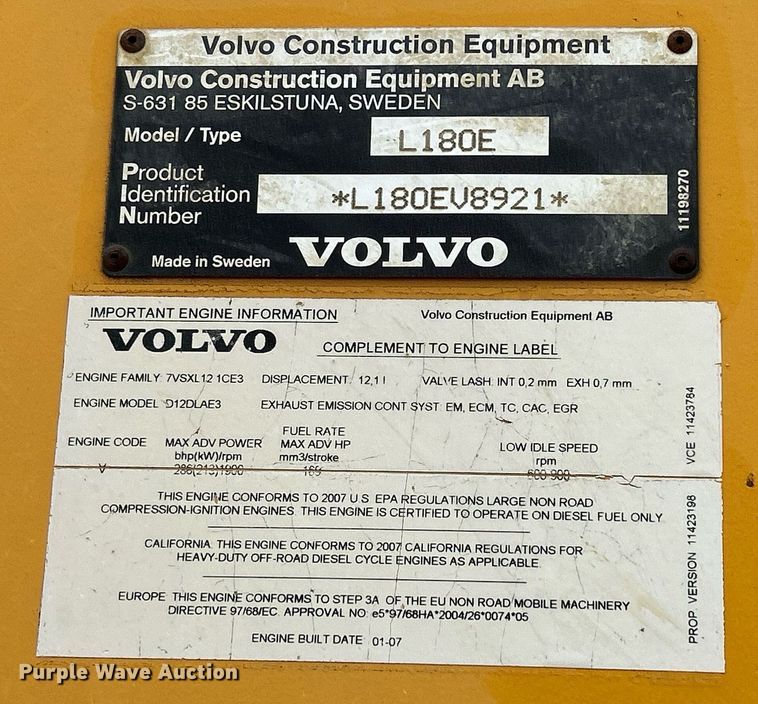 Volvo Construction Equipment
Volvo Construction Equipment AB
S-631 85 ESKILSTUNA, SWEDEN
Model / Type L180E
Product
Identification *L180EV8921*
Number
11198270
Made in Sweden VOLVO
IMPORTANT ENGINE INFORMATION Volvo Construction Equipment AB
VOLVO COMPLEMENT TO ENGINE LABEL
ENGINE FAMILY 7VSXL12 1CE3 DISPLACEMENT 12,1 l VALVE LASH INT 0,2 mm EXH 0,7 mm
ENGINE MODEL D12DLAE3 EXHAUST EMISSION CONT SYST EM, ECM, TC, CAC, EGR
FUEL RATE
ENGINE CODE MAX ADV POWER MAX ADV HP LOW IDLE SPEED
bhp(kW)/rpm mm3/stroke rpm
V 286(213)1900 189 600-900
VCE 11423784
THIS ENGINE CONFORMS TO 2007 U.S. EPA REGULATIONS LARGE NON ROAD
COMPRESSION-IGNITION ENGINES. THIS ENGINE IS CERTIFIED TO OPERATE ON DIESEL FUEL ONLY
CALIFORNIA: THIS ENGINE CONFORMS TO 2007 CALIFORNIA REGULATIONS FOR
HEAVY-DUTY OFF-ROAD DIESEL CYCLE ENGINES AS APPLICABLE.
EUROPE THIS ENGINE CONFORMS TO STEP 3A OF THE EU NON ROAD MOBILE MACHINERY
DIRECTIVE 97/68/EC. APPROVAL NO. e5*97/68HA*2004/26*0074*05
ENGINE BUILT DATE 01-07
PROP. VERSION 11423198
Purple Wave Auction